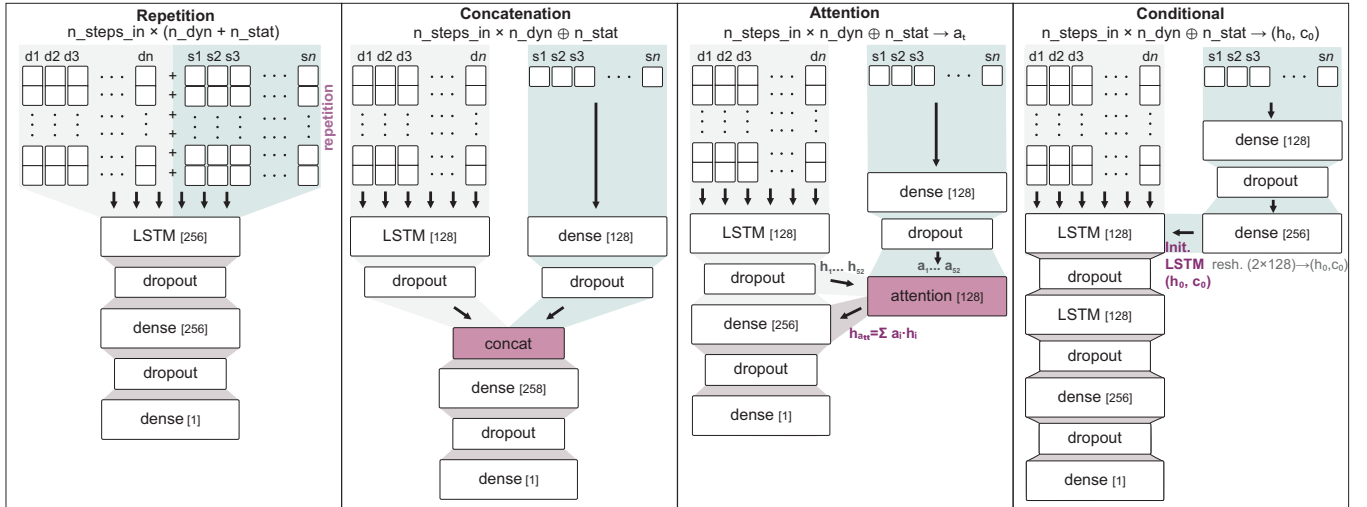 Repetition
n_steps_in × (n_dyn + n_stat)
d1 d2 d3 dn s1 s2 s3 sn
+
+
+
+
+
+
repetition
LSTM [256]
dropout
dense [256]
dropout
dense [1]
Concatenation
n_steps_in × n_dyn ⊕ n_stat
d1 d2 d3 dn s1 s2 s3 sn
LSTM [128]
dense [128]
dropout
dropout
concat
dense [258]
dropout
dense [1]
Attention
n_steps_in × n_dyn ⊕ n_stat → aₜ
d1 d2 d3 dn s1 s2 s3 sn
dense [128]
LSTM [128]
dropout
dropout
h₁... h₅₂
a₁... a₅₂
attention [128]
dense [256]
hₐₜₜ=Σ aᵢ·hᵢ
dropout
dense [1]
Conditional
n_steps_in × n_dyn ⊕ n_stat → (h₀, c₀)
d1 d2 d3 dn s1 s2 s3 sn
dense [128]
dropout
LSTM [128]
dense [256]
Init.
LSTM
(h₀, c₀)
resh. (2×128)→(h₀,c₀)
dropout
LSTM [128]
dropout
dense [256]
dropout
dense [1]